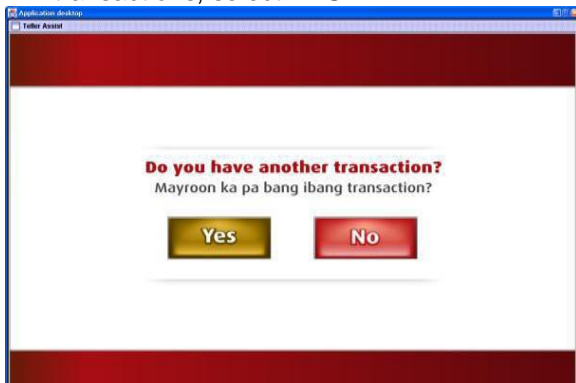 Application desktop
Teller Assist
Do you have another transaction?
Mayroon ka pa bang ibang transaction?
Yes
No